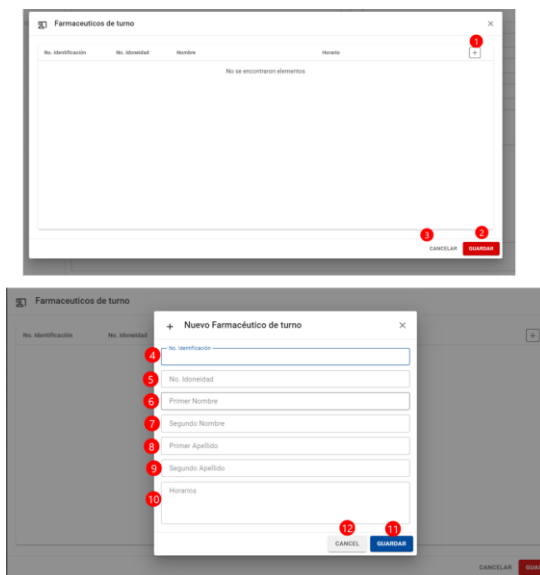 Farmaceuticos de turno
1
No. Identificación No. Idoneidad Nombre Horario
No se encontraron elementos
3 2
CANCELAR GUARDAR
Farmaceuticos de turno
Nuevo Farmacéutico de turno
No. Identificación No. Idoneidad
No. Identificación
4
5 No. Idoneidad
6 Primer Nombre
7 Segundo Nombre
8 Primer Apellido
9 Segundo Apellido
Horarios
10
12 11
CANCEL GUARDAR
CANCELAR GUA